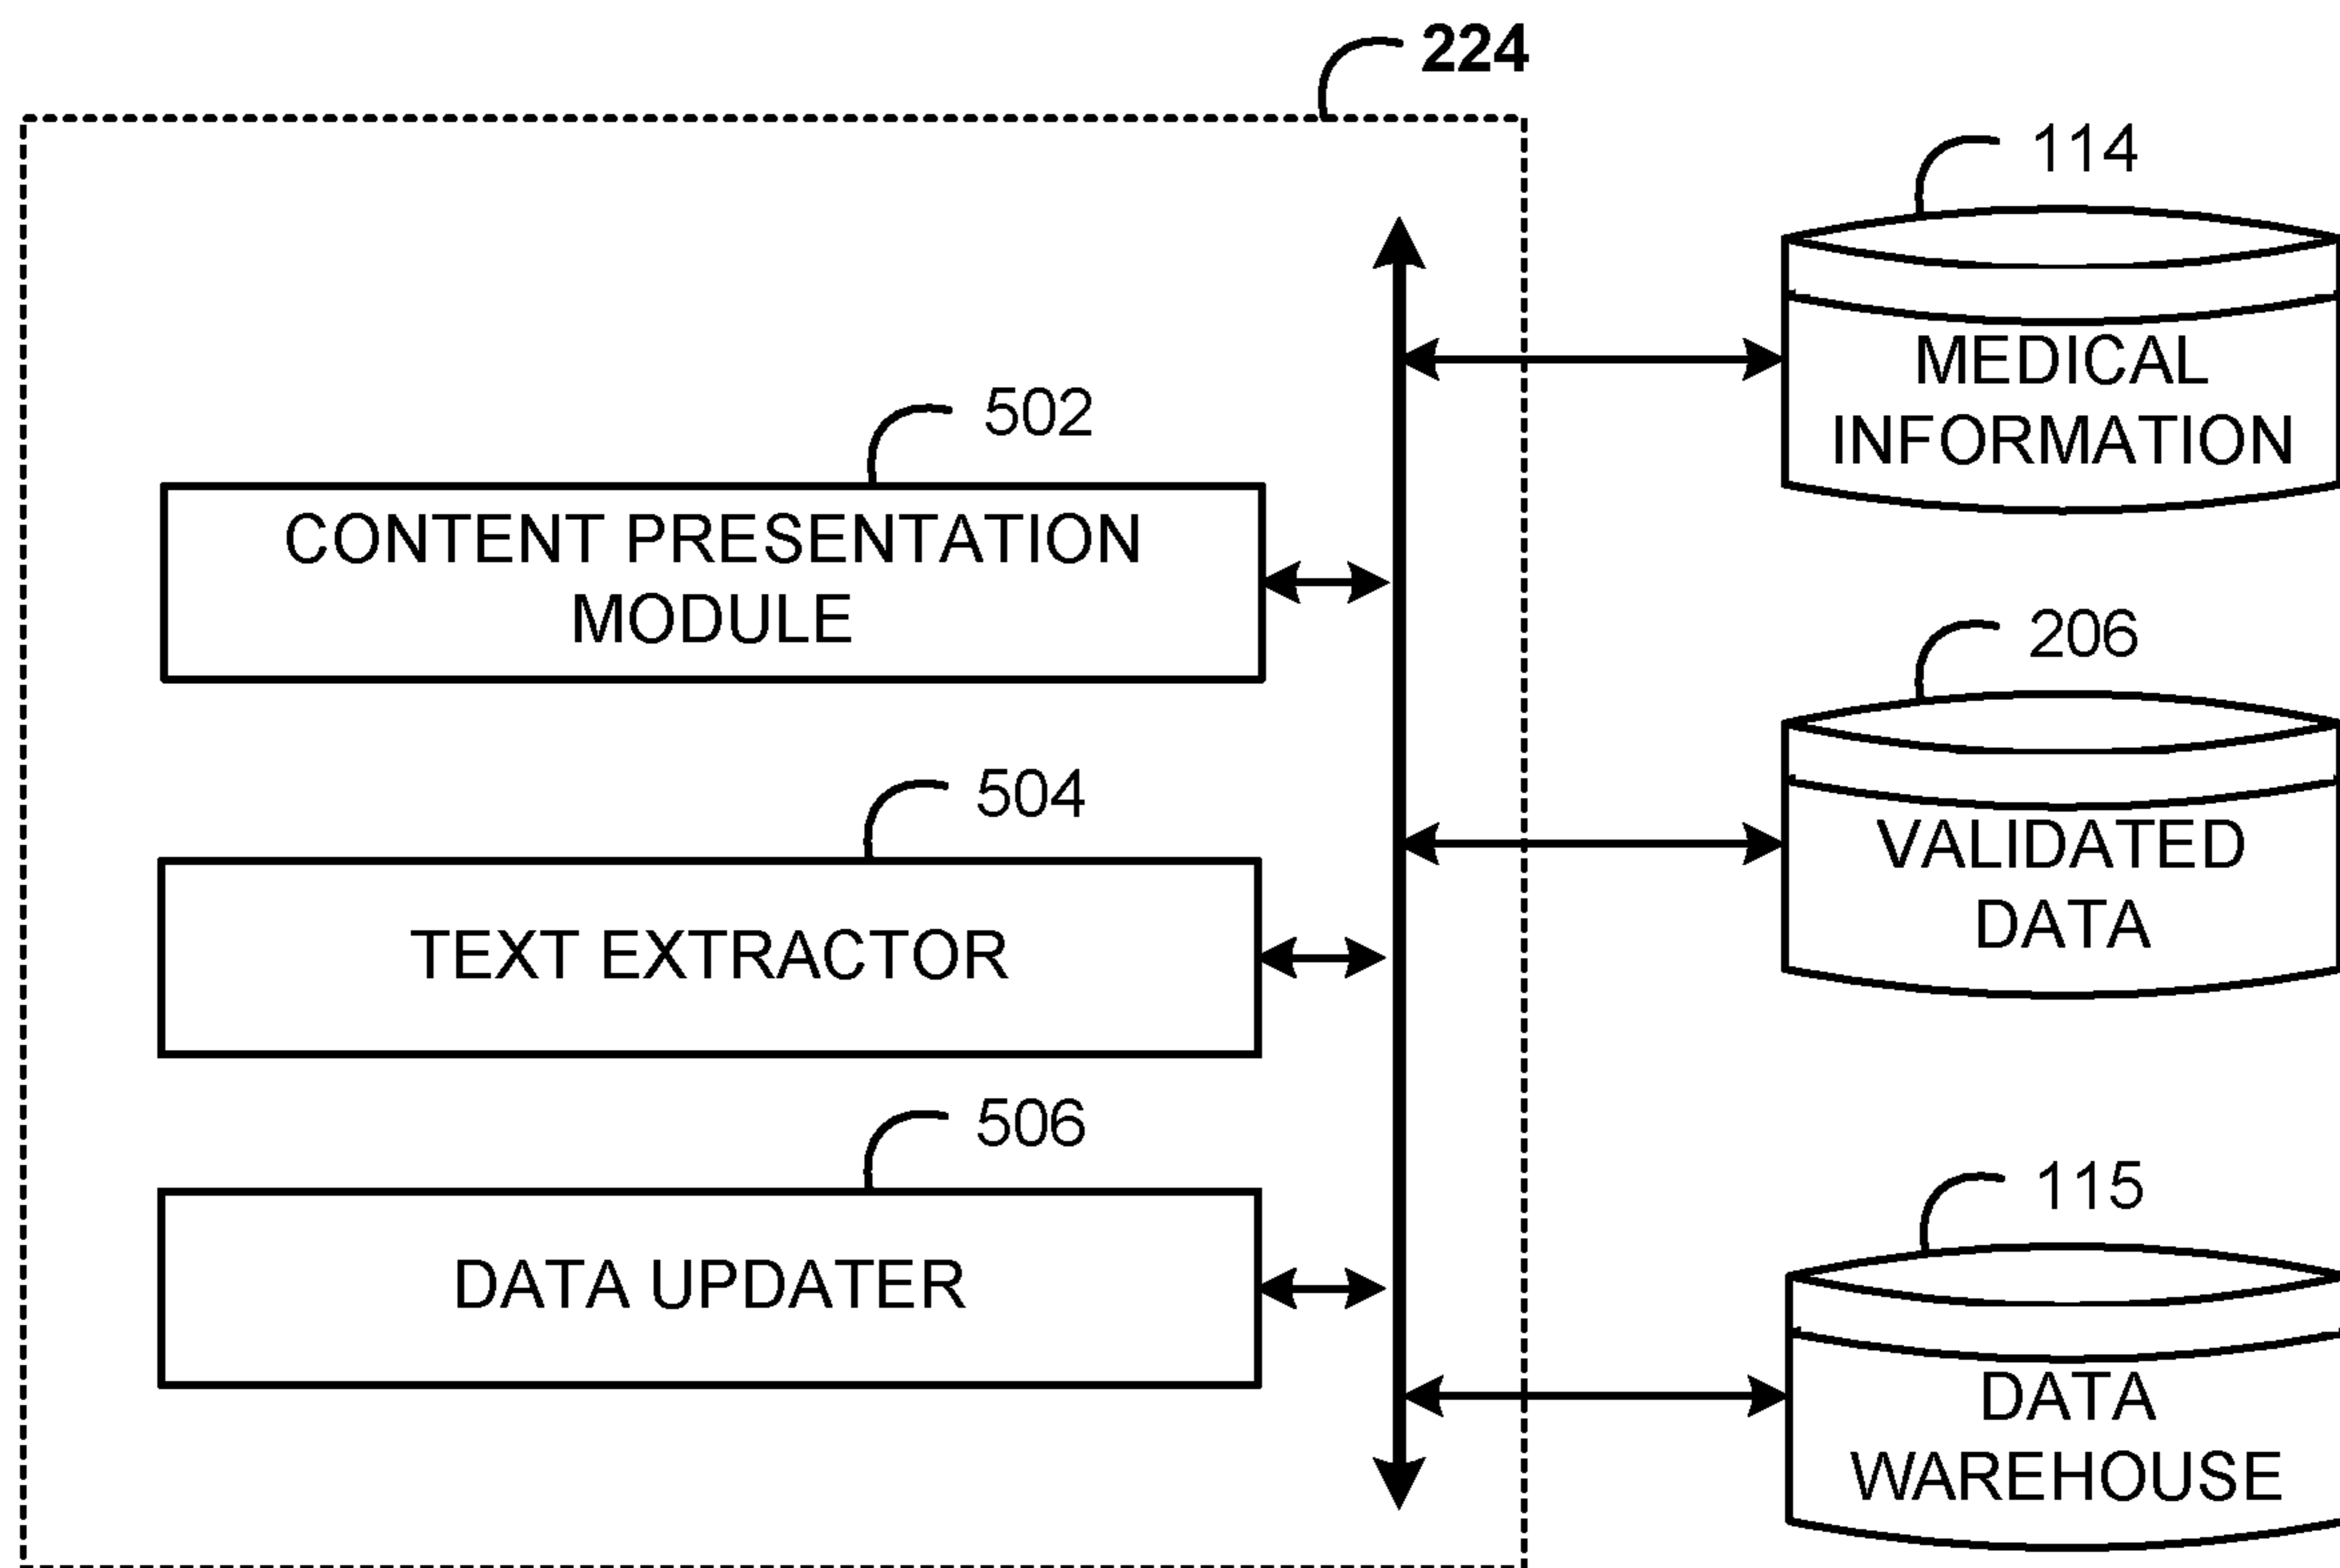 224
114
MEDICAL
INFORMATION
502
CONTENT PRESENTATION
MODULE
206
VALIDATED
DATA
504
TEXT EXTRACTOR
506
DATA UPDATER
115
DATA
WAREHOUSE